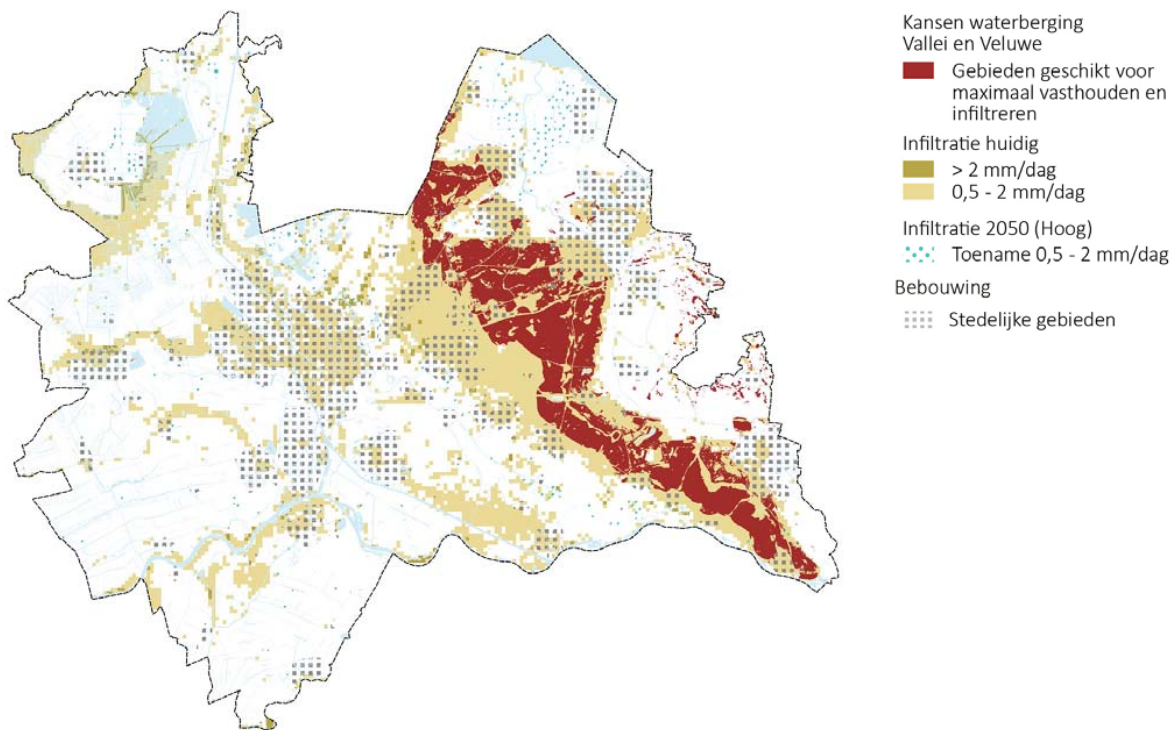 Kansen waterberging
Vallei en Veluwe
Gebieden geschikt voor
maximaal vasthouden en
infiltreren
Infiltratie huidig
> 2 mm/dag
0,5 - 2 mm/dag
Infiltratie 2050 (Hoog)
Toename 0,5 - 2 mm/dag
Bebouwing
Stedelijke gebieden